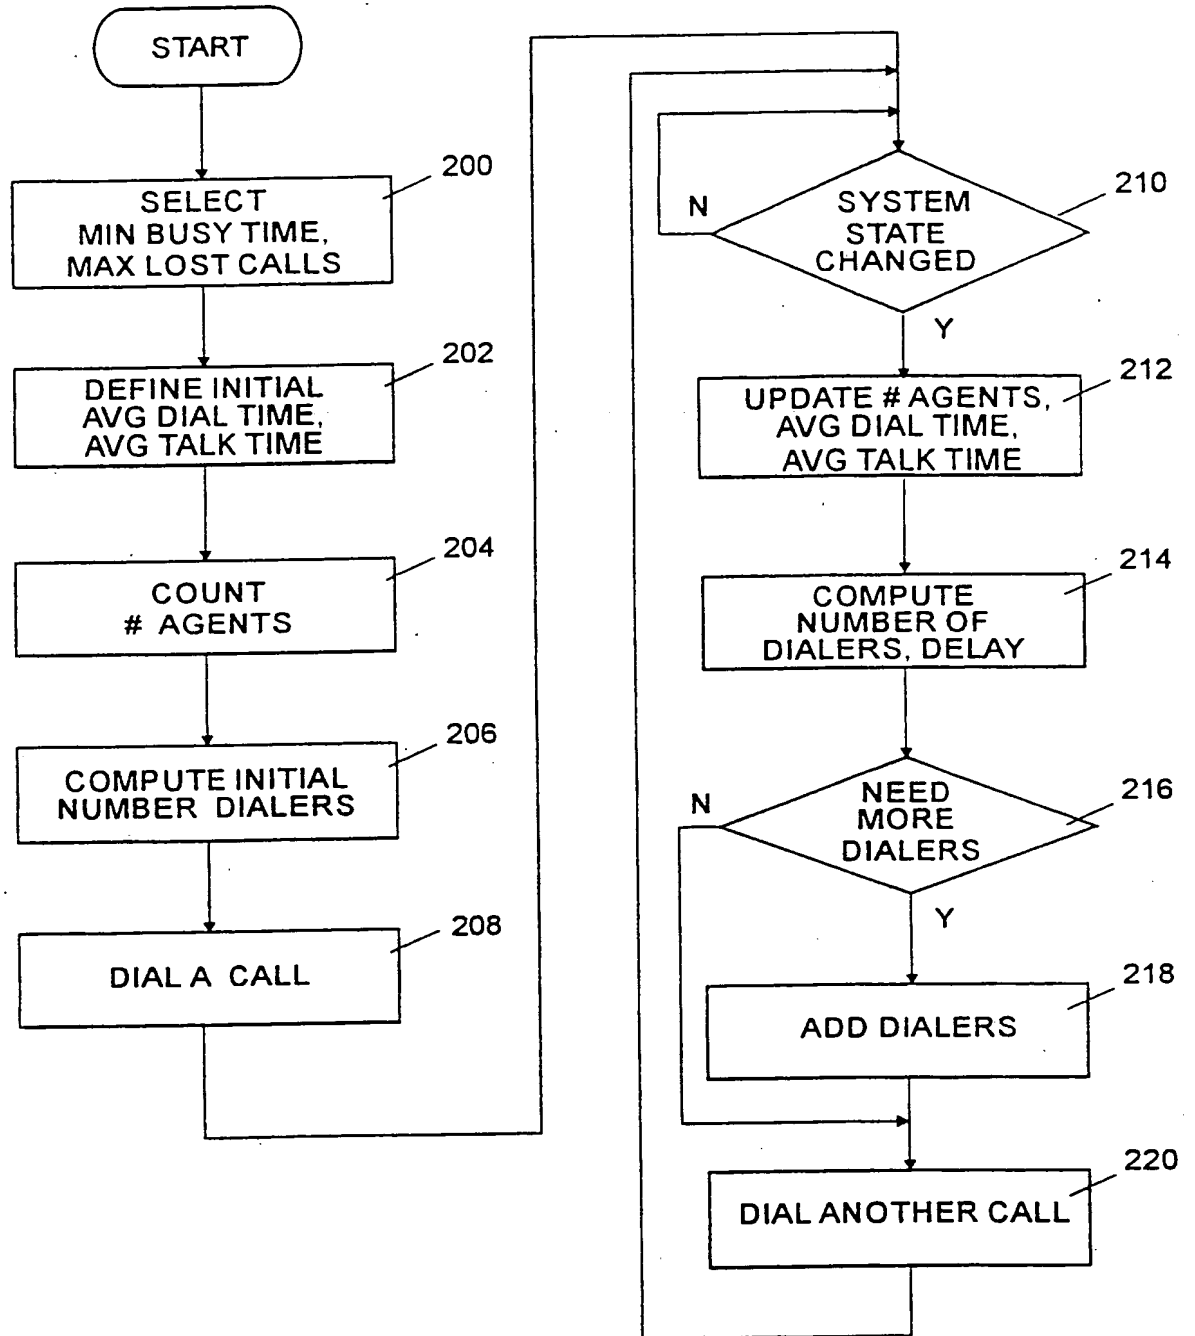 START
200
SELECT
MIN BUSY TIME,
MAX LOST CALLS
202
DEFINE INITIAL
AVG DIAL TIME,
AVG TALK TIME
204
COUNT
# AGENTS
206
COMPUTE INITIAL
NUMBER DIALERS
208
DIAL A CALL
210
N
SYSTEM
STATE
CHANGED
Y
212
UPDATE # AGENTS,
AVG DIAL TIME,
AVG TALK TIME
214
COMPUTE
NUMBER OF
DIALERS, DELAY
216
N
NEED
MORE
DIALERS
Y
218
ADD DIALERS
220
DIAL ANOTHER CALL